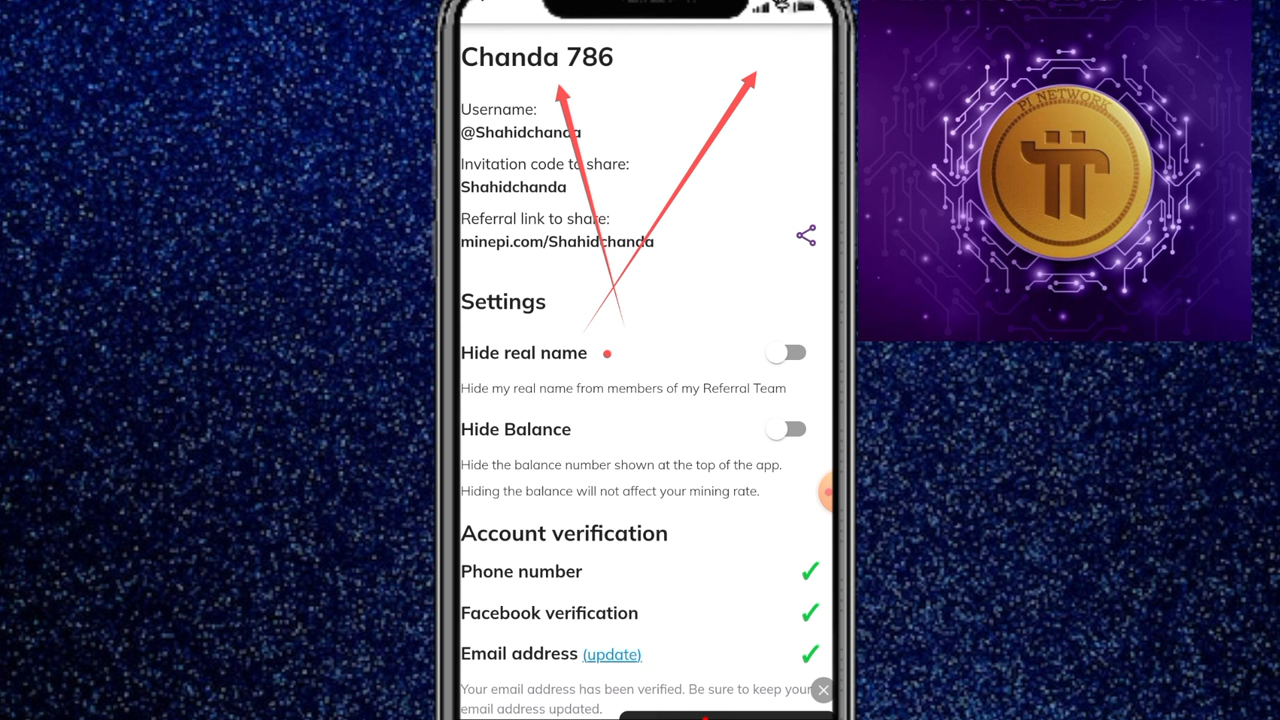 Chanda 786
Username:
@Shahidchanda
Invitation code to share:
Shahidchanda
Referral link to share:
minepi.com/Shahidchanda
Settings
Hide real name
Hide my real name from members of my Referral Team
Hide Balance
Hide the balance number shown at the top of the app.
Hiding the balance will not affect your mining rate.
Account verification
Phone number
Facebook verification
Email address (update)
Your email address has been verified. Be sure to keep your
email address updated.
PI NETWORK